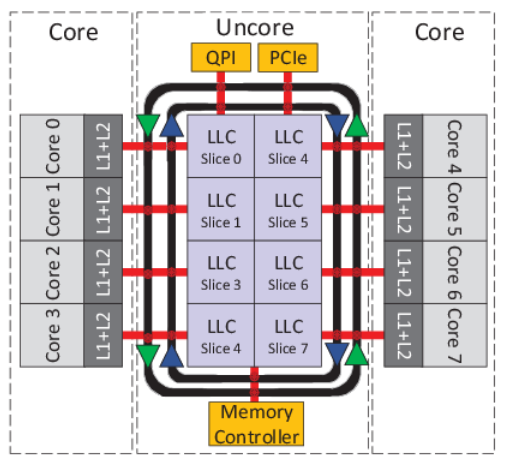 Core
Uncore
Core
QPI
PCIe
Core 0
L1+L2
LLC
Slice 0
LLC
Slice 4
L1+L2
Core 4
Core 1
L1+L2
LLC
Slice 1
LLC
Slice 5
L1+L2
Core 5
Core 2
L1+L2
LLC
Slice 3
LLC
Slice 6
L1+L2
Core 6
Core 3
L1+L2
LLC
Slice 4
LLC
Slice 7
L1+L2
Core 7
Memory
Controller